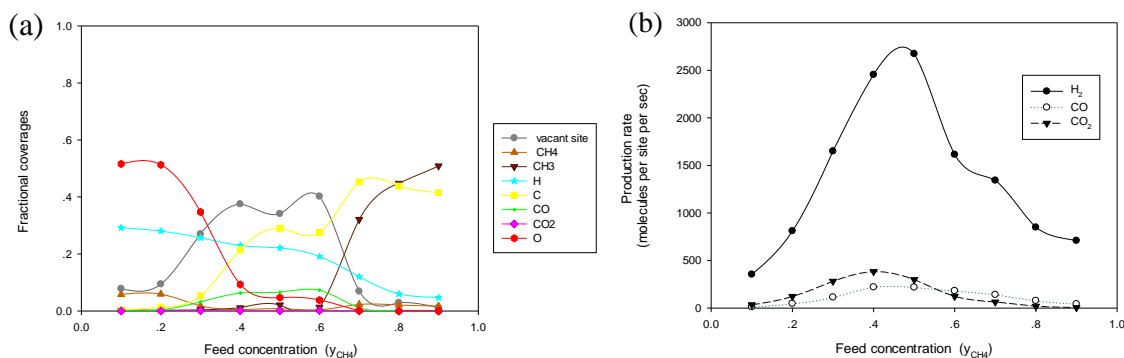 (a)
1.0
.8
.6
.4
.2
0.0
Fractional coverages
0.0 .2 .4 .6 .8 1.0
Feed concentration (yCH4)
vacant site
CH4
CH3
H
C
CO
CO2
O
(b)
3000
2500
2000
1500
1000
500
0
Production rate
(molecules per site per sec)
0.0 .2 .4 .6 .8 1.0
Feed concentration (yCH4)
H2
CO
CO2